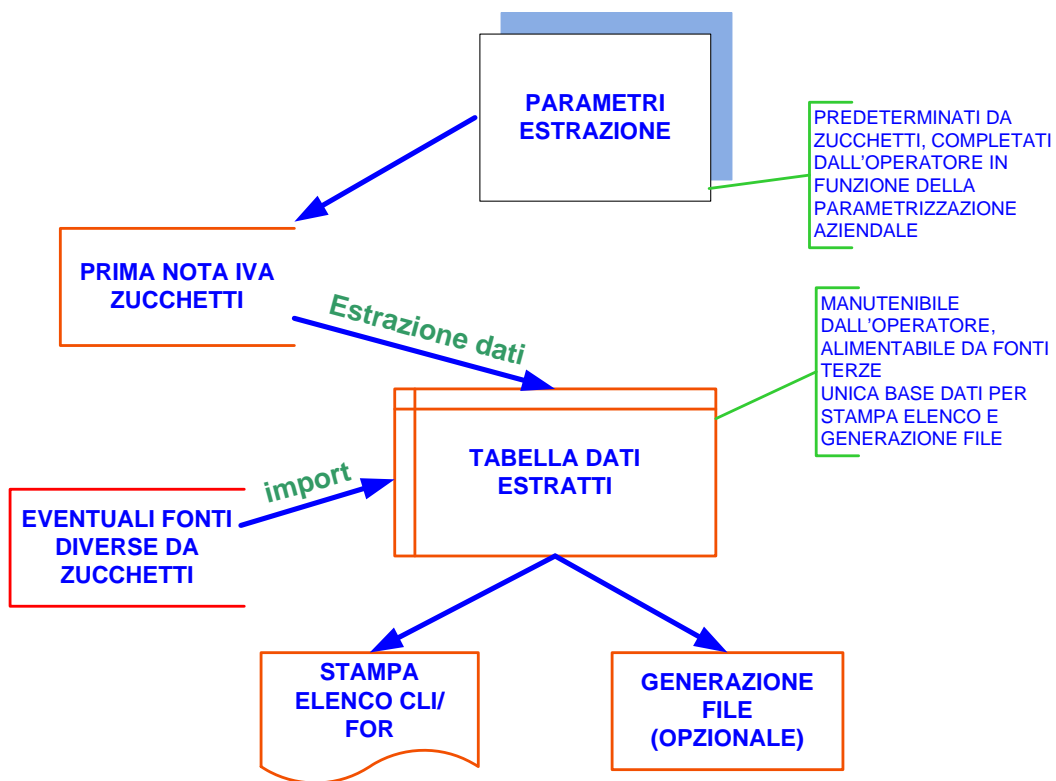 PARAMETRI
ESTRAZIONE
PREDETERMINATI DA
ZUCCHETTI, COMPLETATI
DALL'OPERATORE IN
FUNZIONE DELLA
PARAMETRIZZAZIONE
AZIENDALE
PRIMA NOTA IVA
ZUCCHETTI
Estrazione dati
MANUTENIBILE
DALL'OPERATORE,
ALIMENTABILE DA FONTI
TERZE
UNICA BASE DATI PER
STAMPA ELENCO E
GENERAZIONE FILE
TABELLA DATI
ESTRATTI
import
EVENTUALI FONTI
DIVERSE DA
ZUCCHETTI
STAMPA
ELENCO CLI/
FOR
GENERAZIONE
FILE
(OPZIONALE)